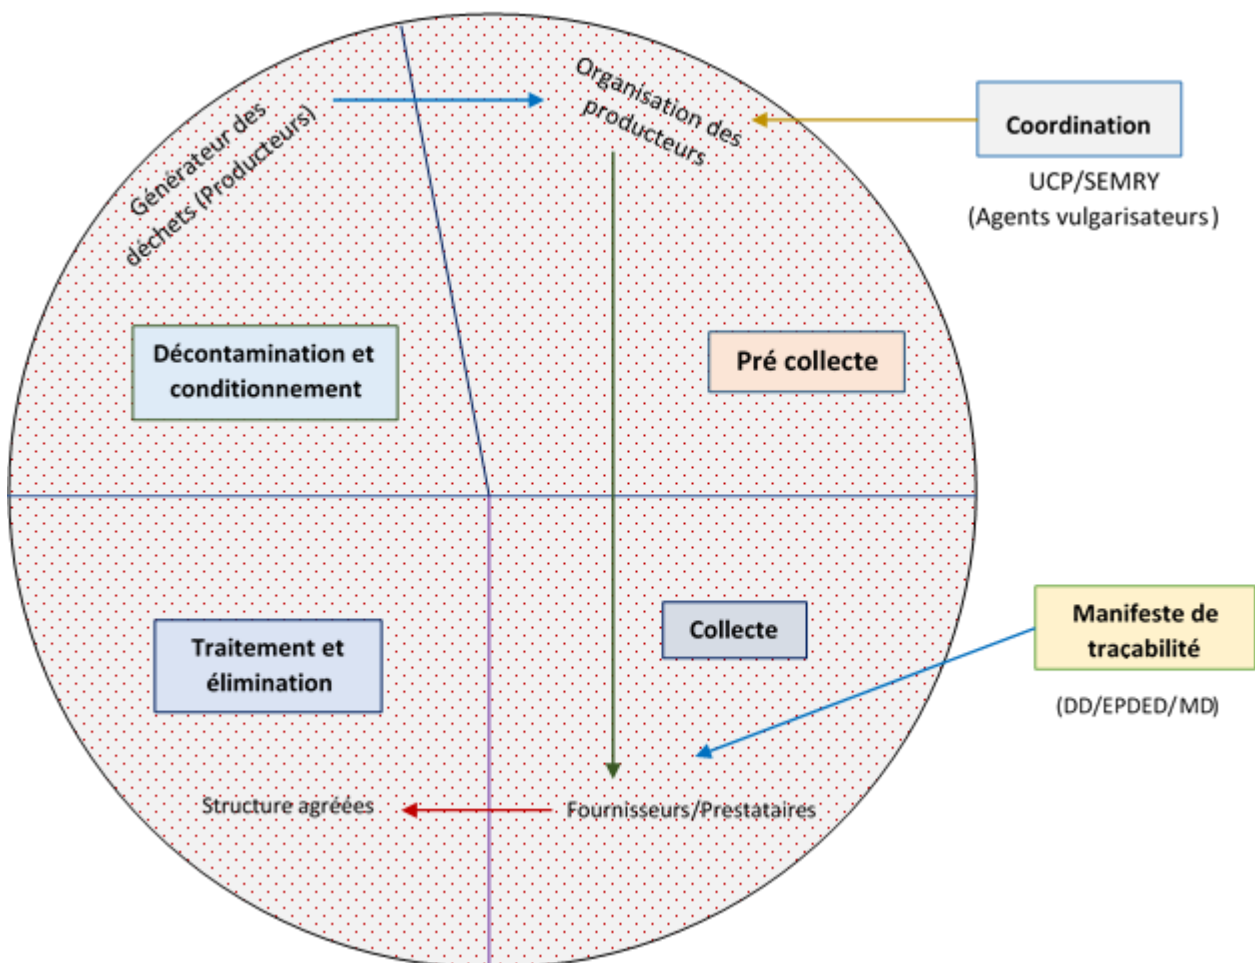 Générateur des
déchets (Producteurs)
Organisation des
producteurs
Coordination
UCP/SEMRY
(Agents vulgarisateurs)
Décontamination et
conditionnement
Pré collecte
Traitement et
élimination
Collecte
Manifeste de
traçabilité
(DD/EPDED/MD)
Structure agréées
Fournisseurs/Prestataires